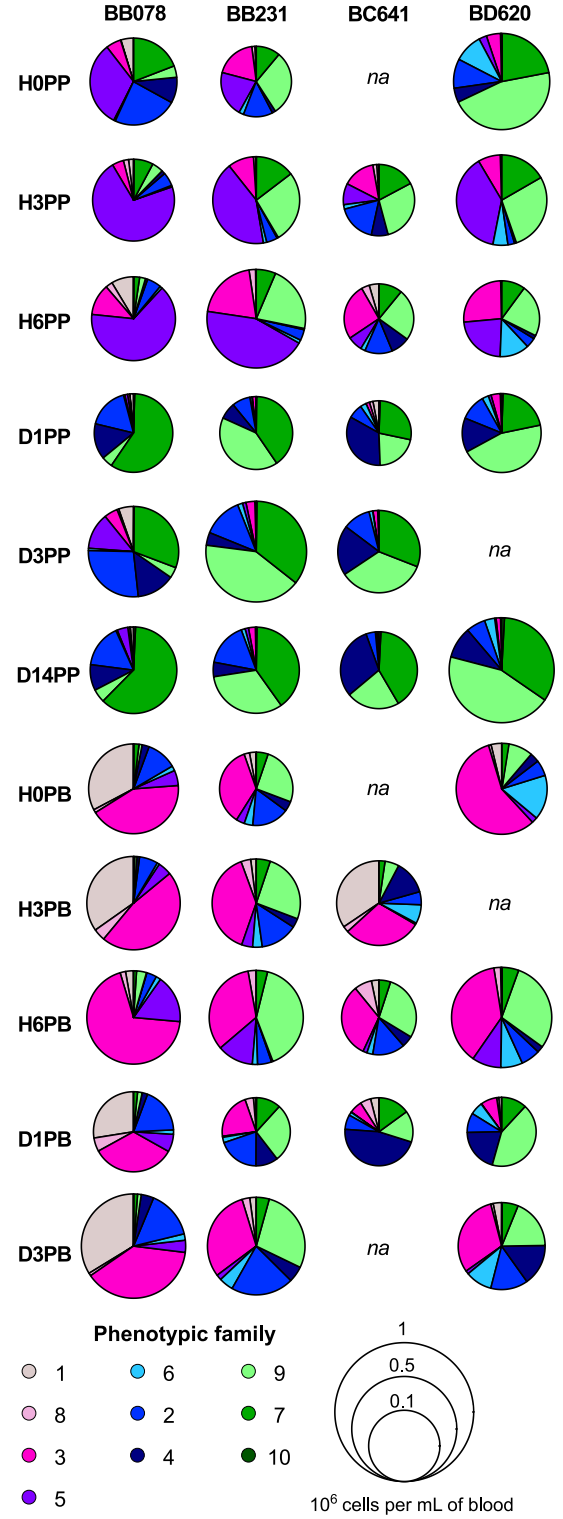 BB078 BB231 BC641 BD620
H0PP na
H3PP
H6PP
D1PP
D3PP na
D14PP
H0PB na
H3PB na
H6PB
D1PB
D3PB na
Phenotypic family
1 6 9
8 2 7
3 4 10
5
1
0.5
0.1
10⁶ cells per mL of blood